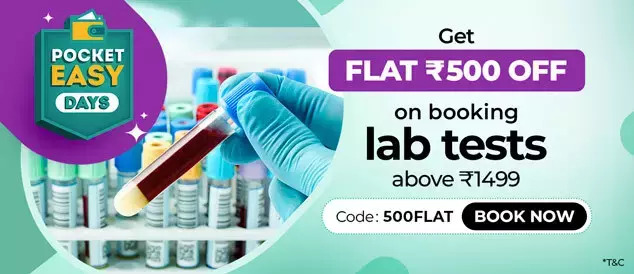 POCKET
EASY
DAYS
Get
FLAT ₹500 OFF
on booking
lab tests
above ₹1499
Code: 500FLAT BOOK NOW
*T&C